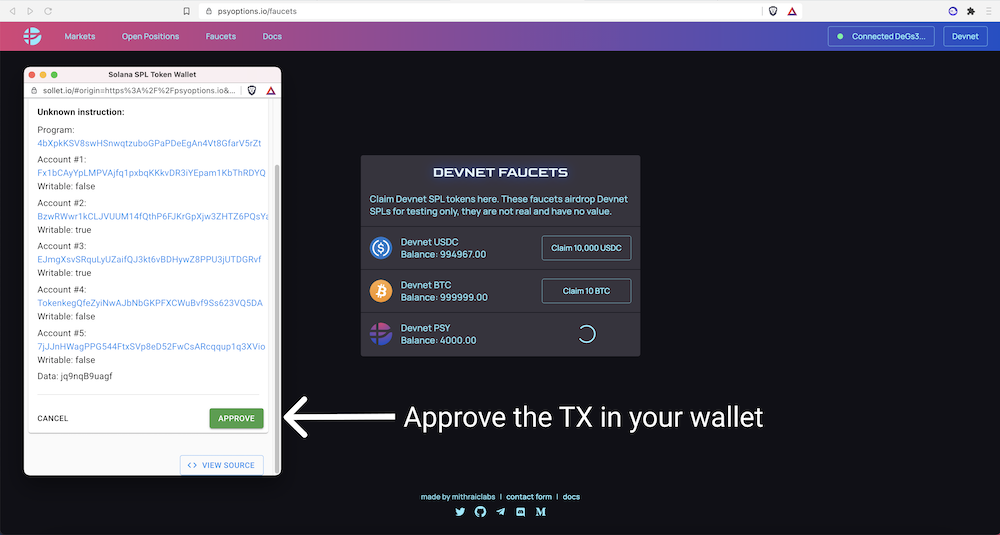 psyoptions.io/faucets
Markets Open Positions Faucets Docs Connected DeGs3... Devnet
Solana SPL Token Wallet
sollet.io/#origin=https%3A%2F%2Fpsyoptions.io&...
Unknown instruction:
Program:
4bXpkKSV8swHSnwqtzuboGPaPDeEgAn4Vt8GfarV5rZt
Account #1:
Fx1bCAyYpLMPVAjfq1pxbqKKkvDR3iYEpam1KbThRDYQ
Writable: false
Account #2:
BzwRWwr1kCLJVUUM14fQthP6FJKrGpXjw3ZHTZ6PQsYa
Writable: true
Account #3:
EJmgXsvSRquLyUZaifQJ3kt6vBDHywZ8PPU3jUTDGRvf
Writable: true
Account #4:
TokenkegQfeZyiNwAJbNbGKPFXCWuBvf9Ss623VQ5DA
Writable: false
Account #5:
7jJJnHWagPPG544FtxSVp8eD52FwCsARcqqup1q3XVio
Writable: false
Data: jq9nqB9uagf
CANCEL APPROVE
VIEW SOURCE
DEVNET FAUCETS
Claim Devnet SPL tokens here. These faucets airdrop Devnet
SPLs for testing only, they are not real and have no value.
Devnet USDC
Balance: 994967.00
Claim 10,000 USDC
Devnet BTC
Balance: 999999.00
Claim 10 BTC
Devnet PSY
Balance: 4000.00
Approve the TX in your wallet
made by mithraiclabs | contact form | docs